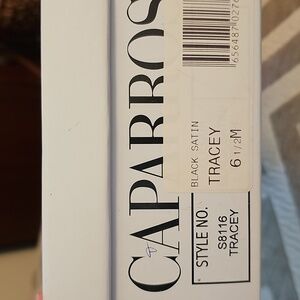 CAPARROS
BLACK SATIN
TRACEY
6 1/2M
STYLE NO.
S8116
TRACEY